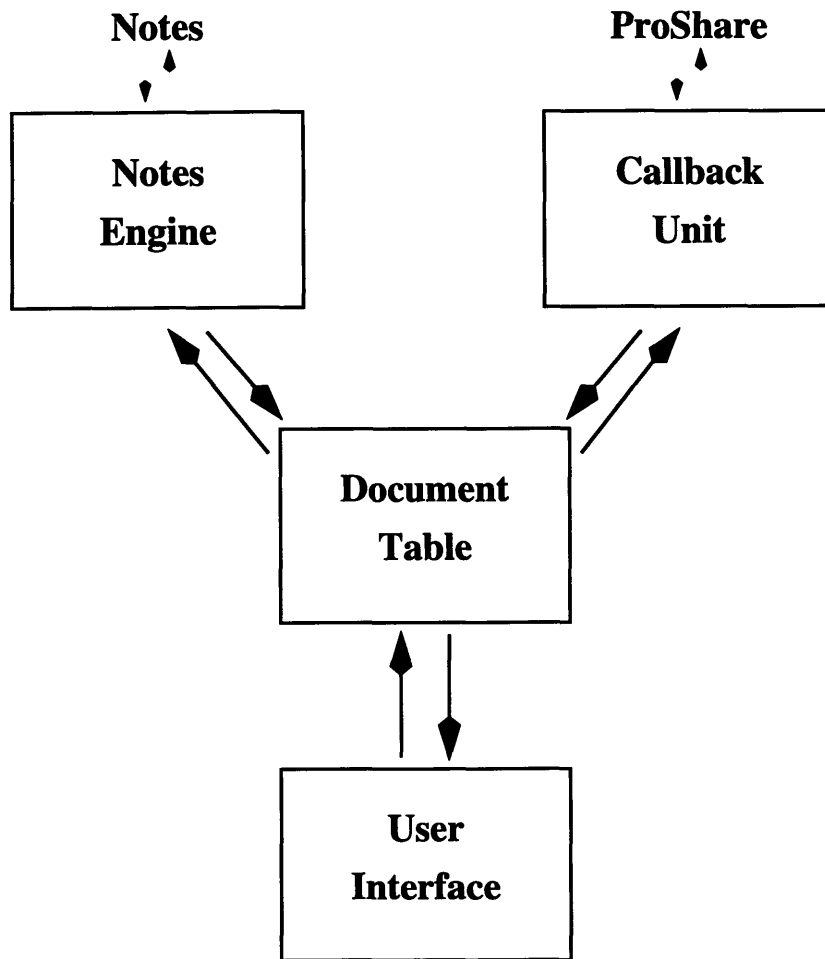 Notes
ProShare
Notes
Engine
Callback
Unit
Document
Table
User
Interface